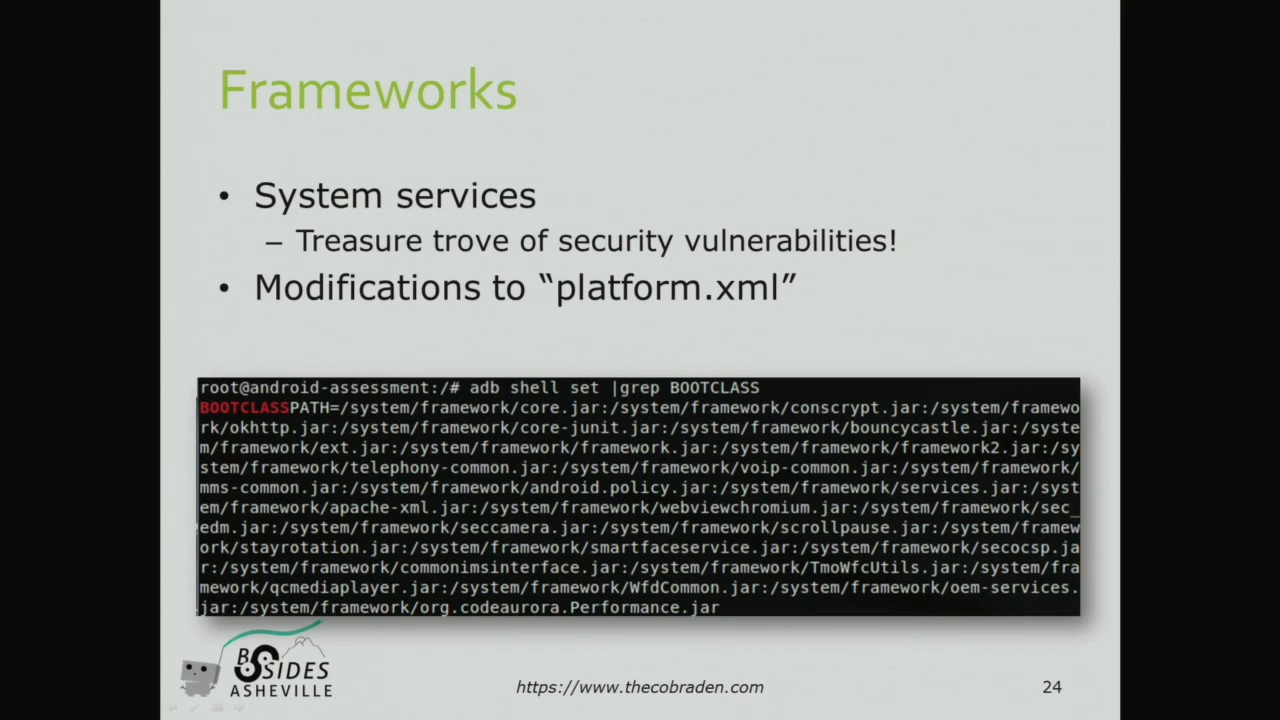 Frameworks
• System services
– Treasure trove of security vulnerabilities!
• Modifications to “platform.xml”
root@android-assessment:/# adb shell set |grep BOOTCLASS
BOOTCLASSPATH=/system/framework/core.jar:/system/framework/conscrypt.jar:/system/framewo
rk/okhttp.jar:/system/framework/core-junit.jar:/system/framework/bouncycastle.jar:/syste
m/framework/ext.jar:/system/framework/framework.jar:/system/framework/framework2.jar:/sy
stem/framework/telephony-common.jar:/system/framework/voip-common.jar:/system/framework/
mms-common.jar:/system/framework/android.policy.jar:/system/framework/services.jar:/syst
em/framework/apache-xml.jar:/system/framework/webviewchromium.jar:/system/framework/sec_
edm.jar:/system/framework/seccamera.jar:/system/framework/scrollpause.jar:/system/framew
ork/stayrotation.jar:/system/framework/smartfaceservice.jar:/system/framework/secocsp.ja
r:/system/framework/commonimsinterface.jar:/system/framework/TmoWfcUtils.jar:/system/fra
mework/qcmediaplayer.jar:/system/framework/WfdCommon.jar:/system/framework/oem-services.
jar:/system/framework/org.codeaurora.Performance.jar
BSIDES
ASHEVILLE
https://www.thecobraden.com
24